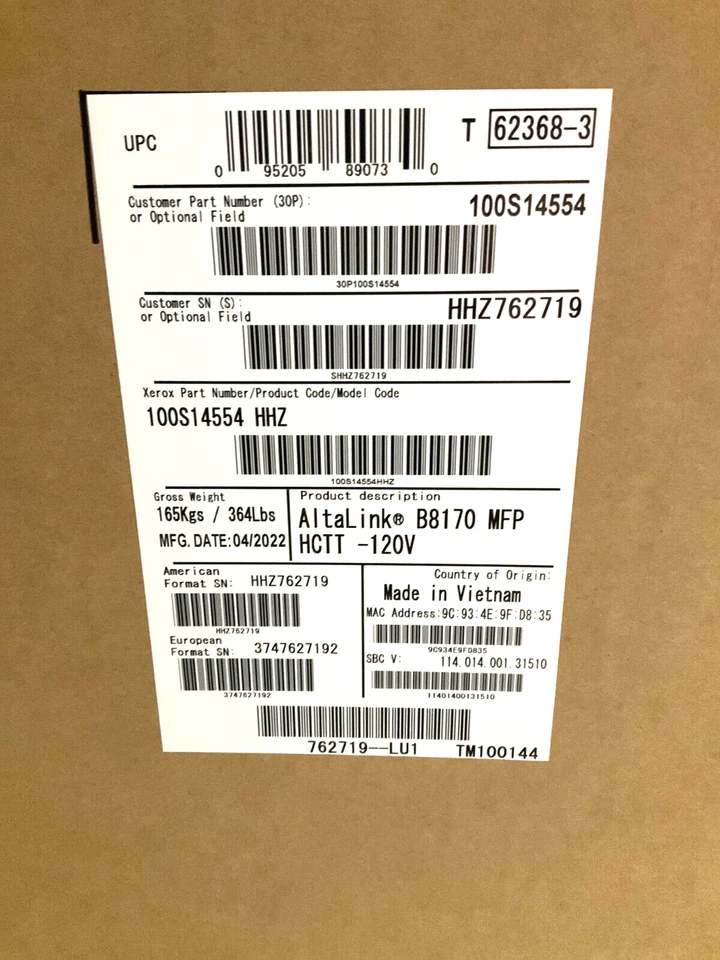 UPC
0 95205 89073 0
T 62368-3
Customer Part Number (30P):
or Optional Field
100S14554
30P100S14554
Customer SN (S):
or Optional Field
HHZ762719
SHHZ762719
Xerox Part Number/Product Code/Model Code
100S14554 HHZ
100S14554HHZ
Gross Weight
165Kgs / 364Lbs
MFG. DATE:04/2022
Product description
AltaLink® B8170 MFP
HCTT -120V
American
Format SN: HHZ762719
HHZ762719
European
Format SN: 3747627192
3747627192
Country of Origin:
Made in Vietnam
MAC Address:9C:93:4E:9F:D8:35
9C934E9FD835
SBC V: 114.014.001.31510
11401400131510
762719--LU1 TM100144